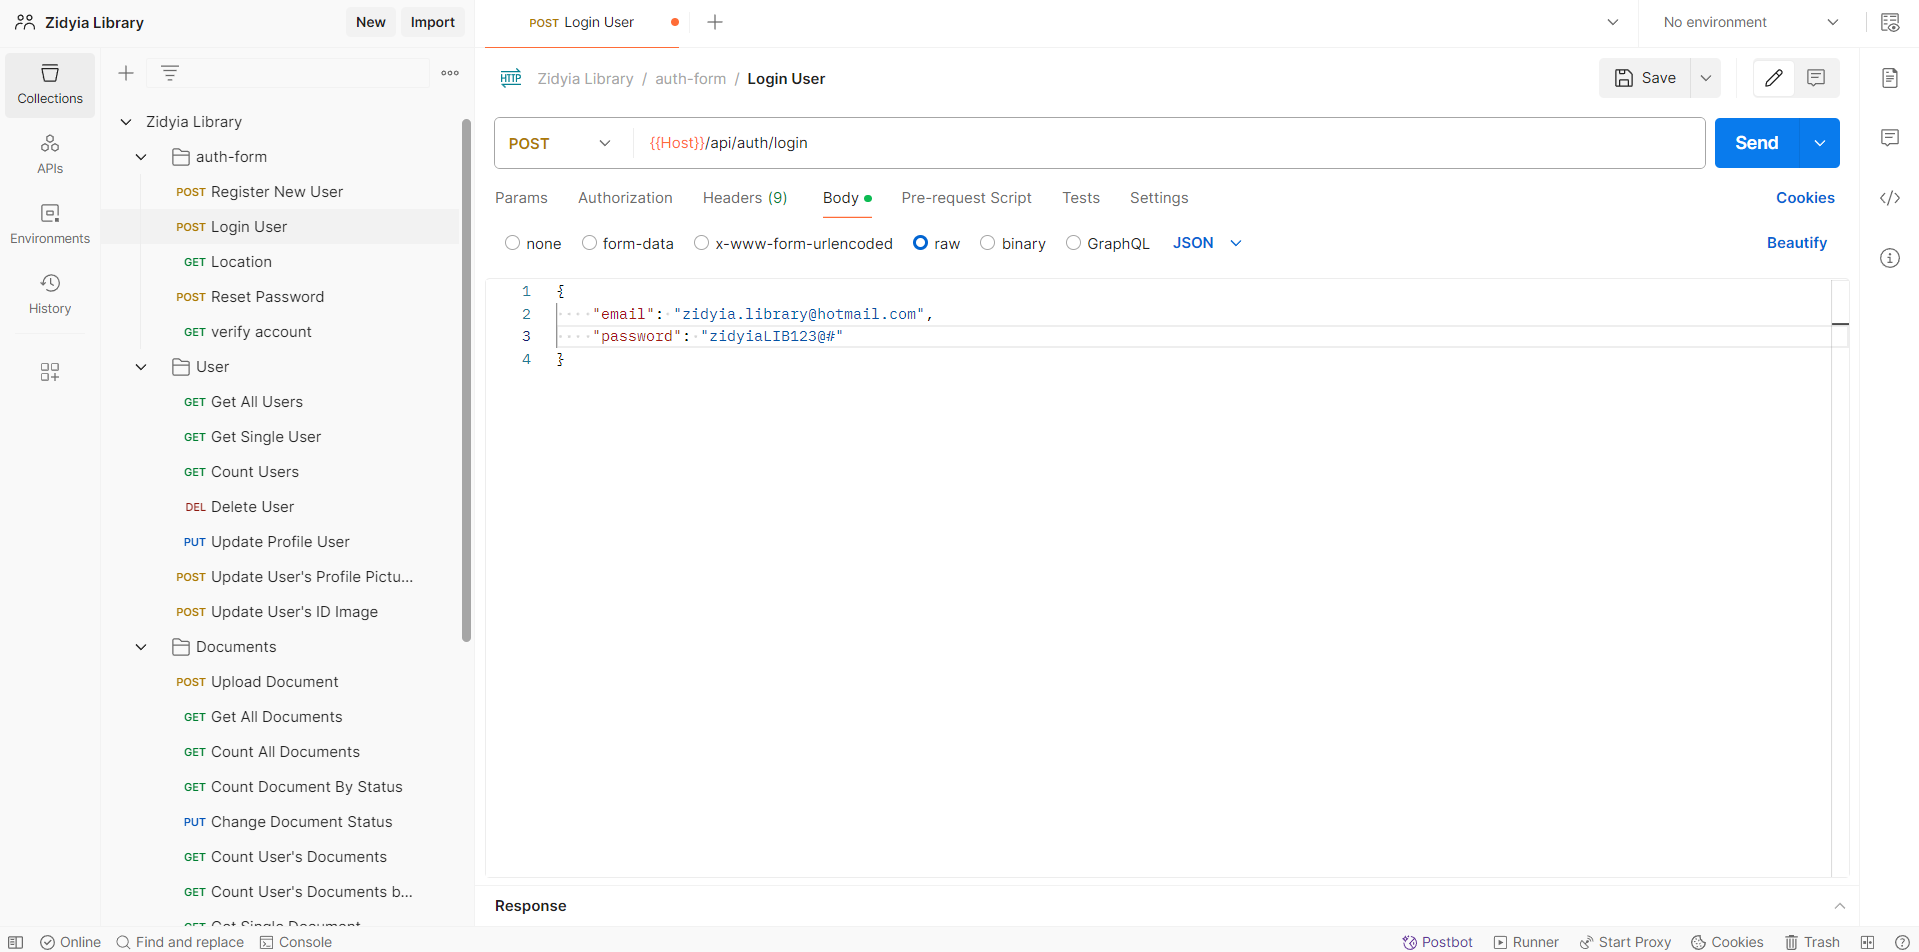 Zidyia Library
New
Import
POST Login User
No environment
Collections
APIs
Environments
History
Zidyia Library
auth-form
POST Register New User
POST Login User
GET Location
POST Reset Password
GET verify account
User
GET Get All Users
GET Get Single User
GET Count Users
DEL Delete User
PUT Update Profile User
POST Update User's Profile Pictu...
POST Update User's ID Image
Documents
POST Upload Document
GET Get All Documents
GET Count All Documents
GET Count Document By Status
PUT Change Document Status
GET Count User's Documents
GET Count User's Documents b...
GET Get Single Document
HTTP Zidyia Library / auth-form / Login User
Save
POST {{Host}}/api/auth/login
Send
Params Authorization Headers (9) Body Pre-request Script Tests Settings Cookies
none form-data x-www-form-urlencoded raw binary GraphQL JSON Beautify
1 {
2 "email": "zidyia.library@hotmail.com",
3 "password": "zidyiaLIB123@#"
4 }
Response
Online Find and replace Console Postbot Runner Start Proxy Cookies Trash